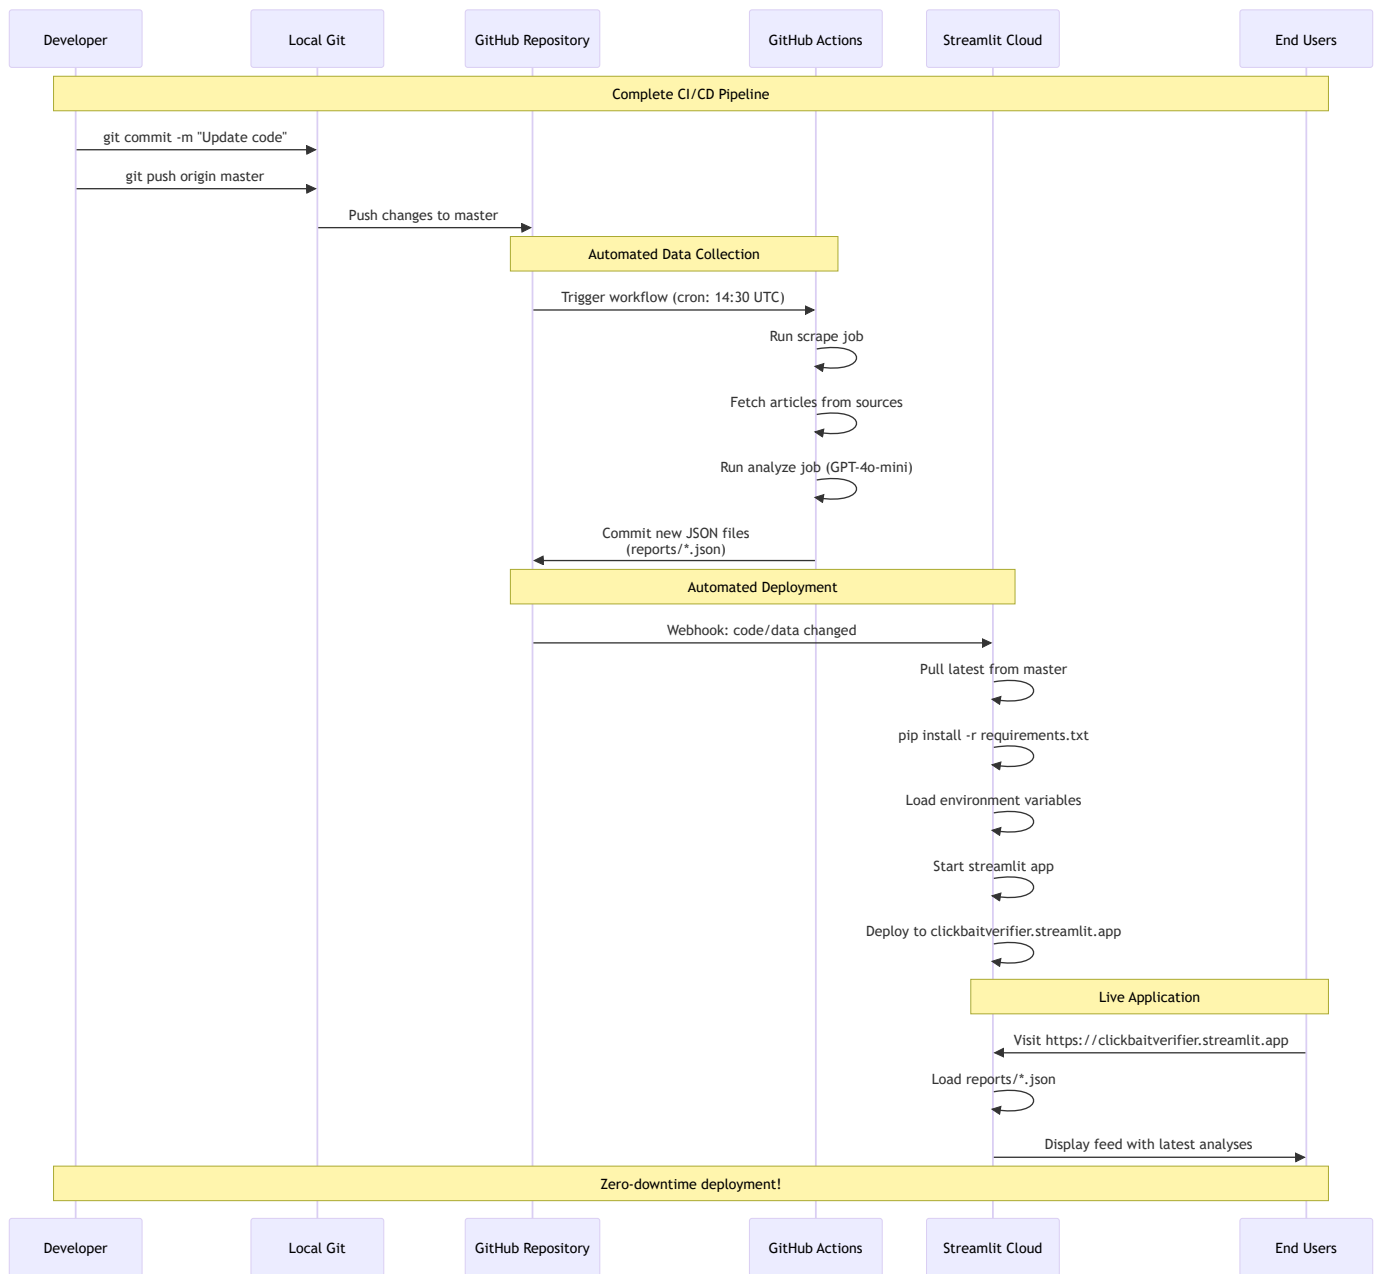 Developer
Local Git
GitHub Repository
GitHub Actions
Streamlit Cloud
End Users
Complete CI/CD Pipeline
git commit -m "Update code"
git push origin master
Push changes to master
Automated Data Collection
Trigger workflow (cron: 14:30 UTC)
Run scrape job
Fetch articles from sources
Run analyze job (GPT-4o-mini)
Commit new JSON files
(reports/*.json)
Automated Deployment
Webhook: code/data changed
Pull latest from master
pip install -r requirements.txt
Load environment variables
Start streamlit app
Deploy to clickbaitverifier.streamlit.app
Live Application
Visit https://clickbaitverifier.streamlit.app
Load reports/*.json
Display feed with latest analyses
Zero-downtime deployment!
Developer
Local Git
GitHub Repository
GitHub Actions
Streamlit Cloud
End Users